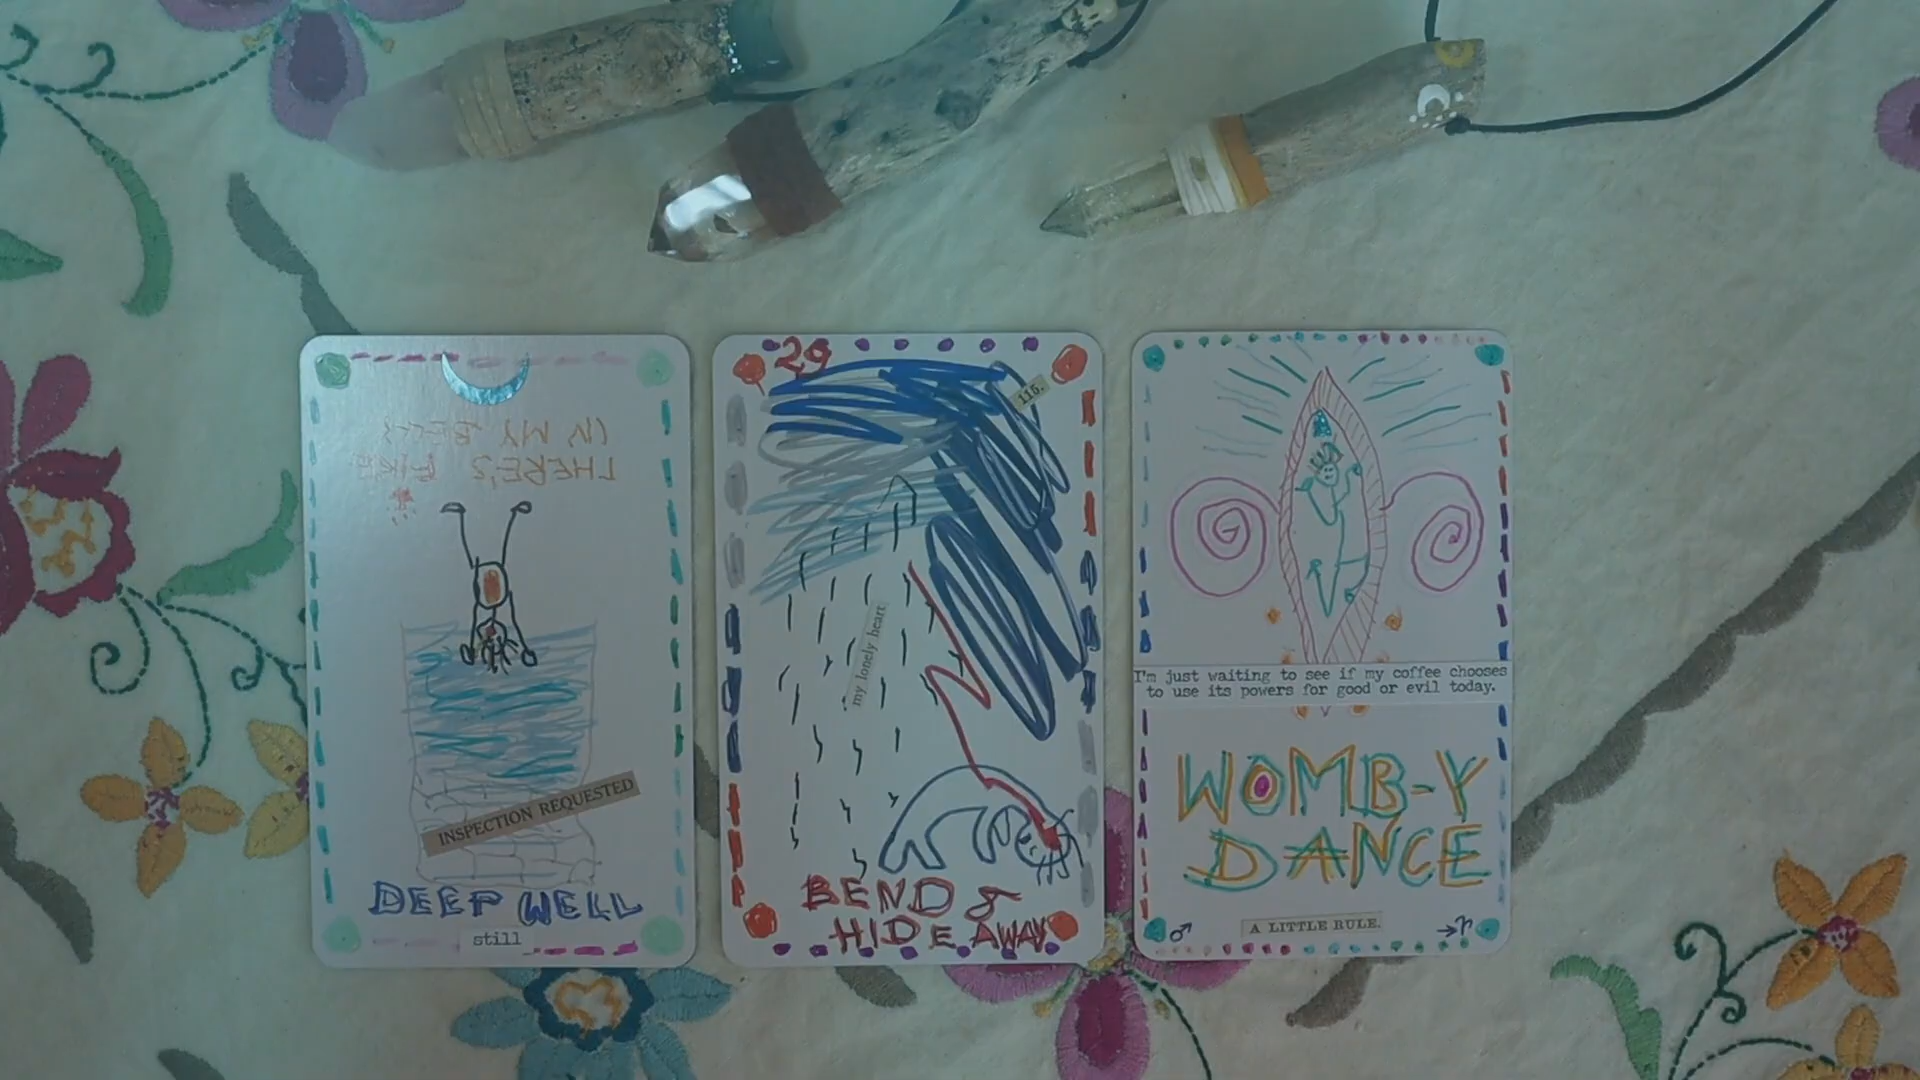 THERE'S A FIRE
IN MY BELLY
INSPECTION REQUESTED
DEEP WELL
still
29
115.
my lonely heart
BEND &
HIDE AWAY
I'm just waiting to see if my coffee chooses
to use its powers for good or evil today.
WOMB-Y
DANCE
A LITTLE RULE.